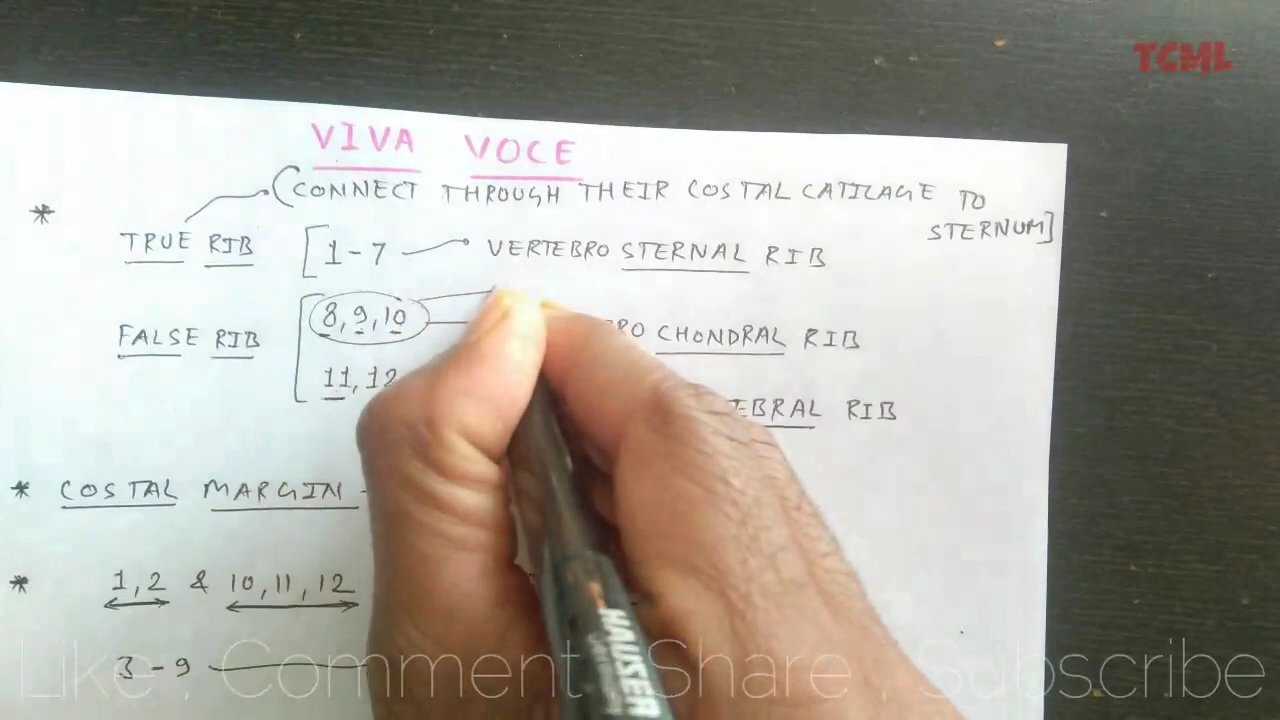 TCML
VIVA VOCE
(CONNECT THROUGH THEIR COSTAL CATILAGE TO
STERNUM]
*
TRUE RIB [1-7 VERTEBRO STERNAL RIB
FALSE RIB [8, 9, 10 CHONDRAL RIB
11, 12 RIB
* COSTAL MARGIN -
* 1, 2 & 10, 11, 12
3-9
HAUSER
Like . Comment . Share . Subscribe